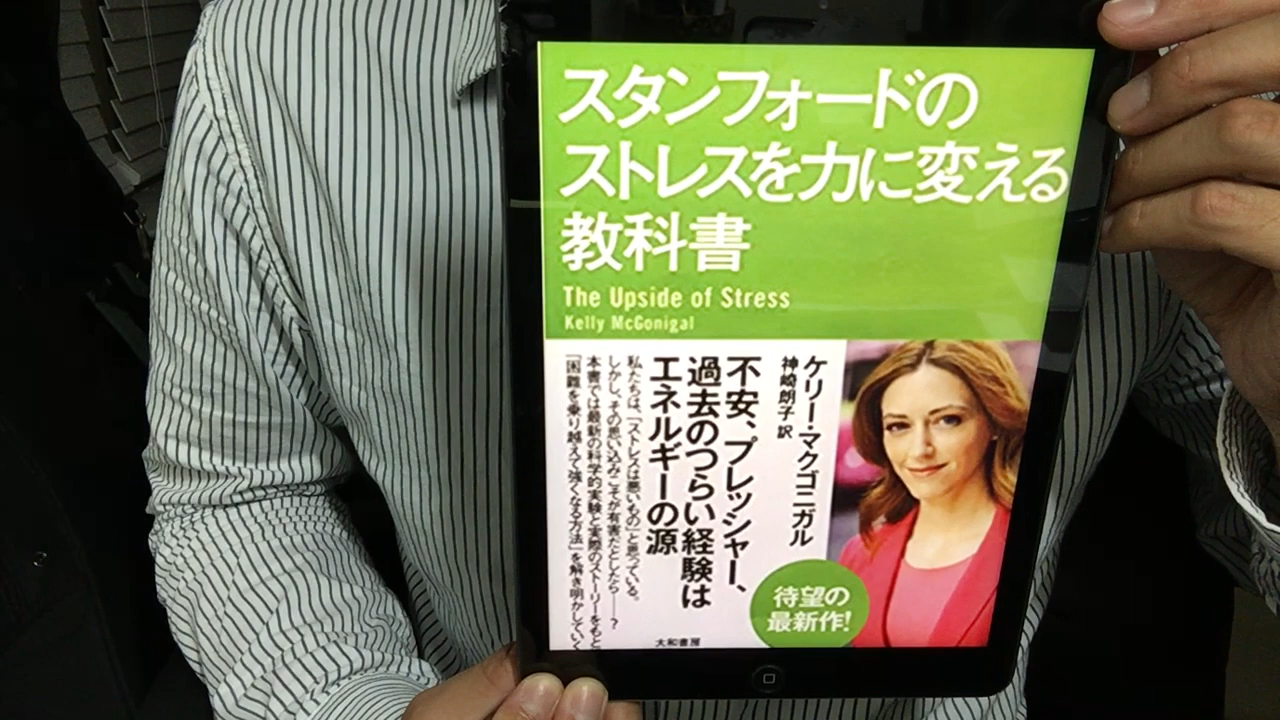 スタンフォードの
ストレスを力に変える
教科書
The Upside of Stress
Kelly McGonigal
ケリー・マクゴニガル
神崎朗子 訳
不安、プレッシャー、
過去のつらい経験は
エネルギーの源
私たちは、「ストレスは悪いもの」と思っている。
しかし、その思い込みこそが有害だとしたら——?
本書では最新の科学的実験と実際のストーリーをもと
「困難を乗り越えて強くなる方法」を解き明かしていく
待望の
最新作!
大和書房